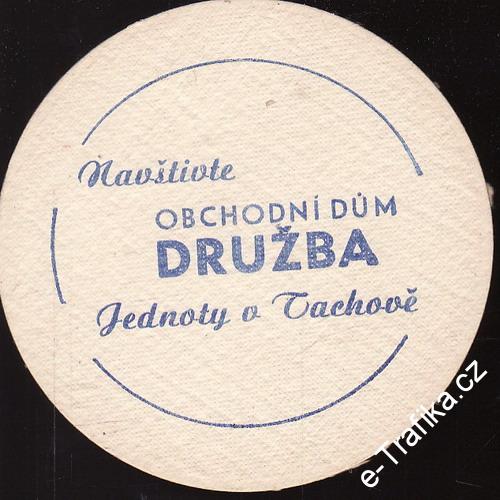 Navštivte
OBCHODNÍ DŮM
DRUŽBA
Jednoty v Tachově
e-Trafika.cz